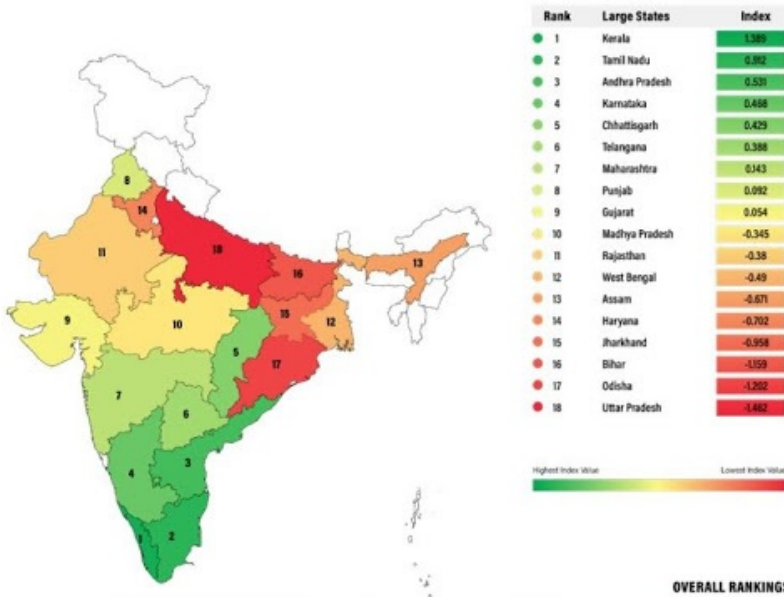 Rank Large States Index
1 Kerala 1.389
2 Tamil Nadu 0.912
3 Andhra Pradesh 0.531
4 Karnataka 0.468
5 Chhattisgarh 0.429
6 Telangana 0.388
7 Maharashtra 0.143
8 Punjab 0.092
9 Gujarat 0.054
10 Madhya Pradesh -0.345
11 Rajasthan -0.38
12 West Bengal -0.49
13 Assam -0.671
14 Haryana -0.702
15 Jharkhand -0.958
16 Bihar -1.159
17 Odisha -1.202
18 Uttar Pradesh -1.462
8
14
11
18
16
13
9
10
15
12
5
17
7
6
4
3
1
2
Highest Index Value Lowest Index Value
OVERALL RANKINGS